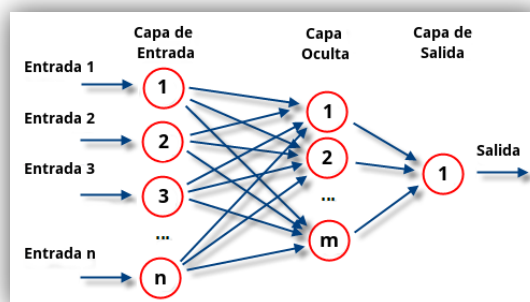 Capa de
Entrada
Capa
Oculta
Capa de
Salida
Entrada 1
1
Entrada 2
2
Entrada 3
3
...
Entrada n
n
1
2
...
m
1
Salida